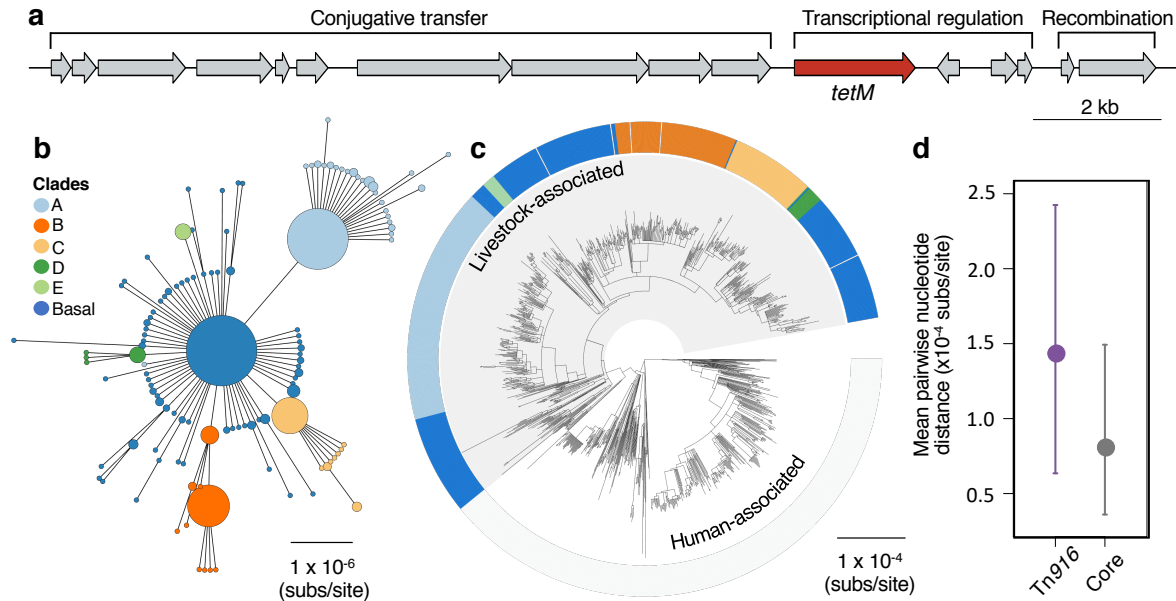 a
Conjugative transfer
Transcriptional regulation
Recombination
tetM
2 kb
b
Clades
A
B
C
D
E
Basal
1 x 10⁻⁶
(subs/site)
c
Livestock-associated
Human-associated
1 x 10⁻⁴
(subs/site)
d
Mean pairwise nucleotide
distance (x10⁻⁴ subs/site)
2.5
2.0
1.5
1.0
0.5
Tn916
Core